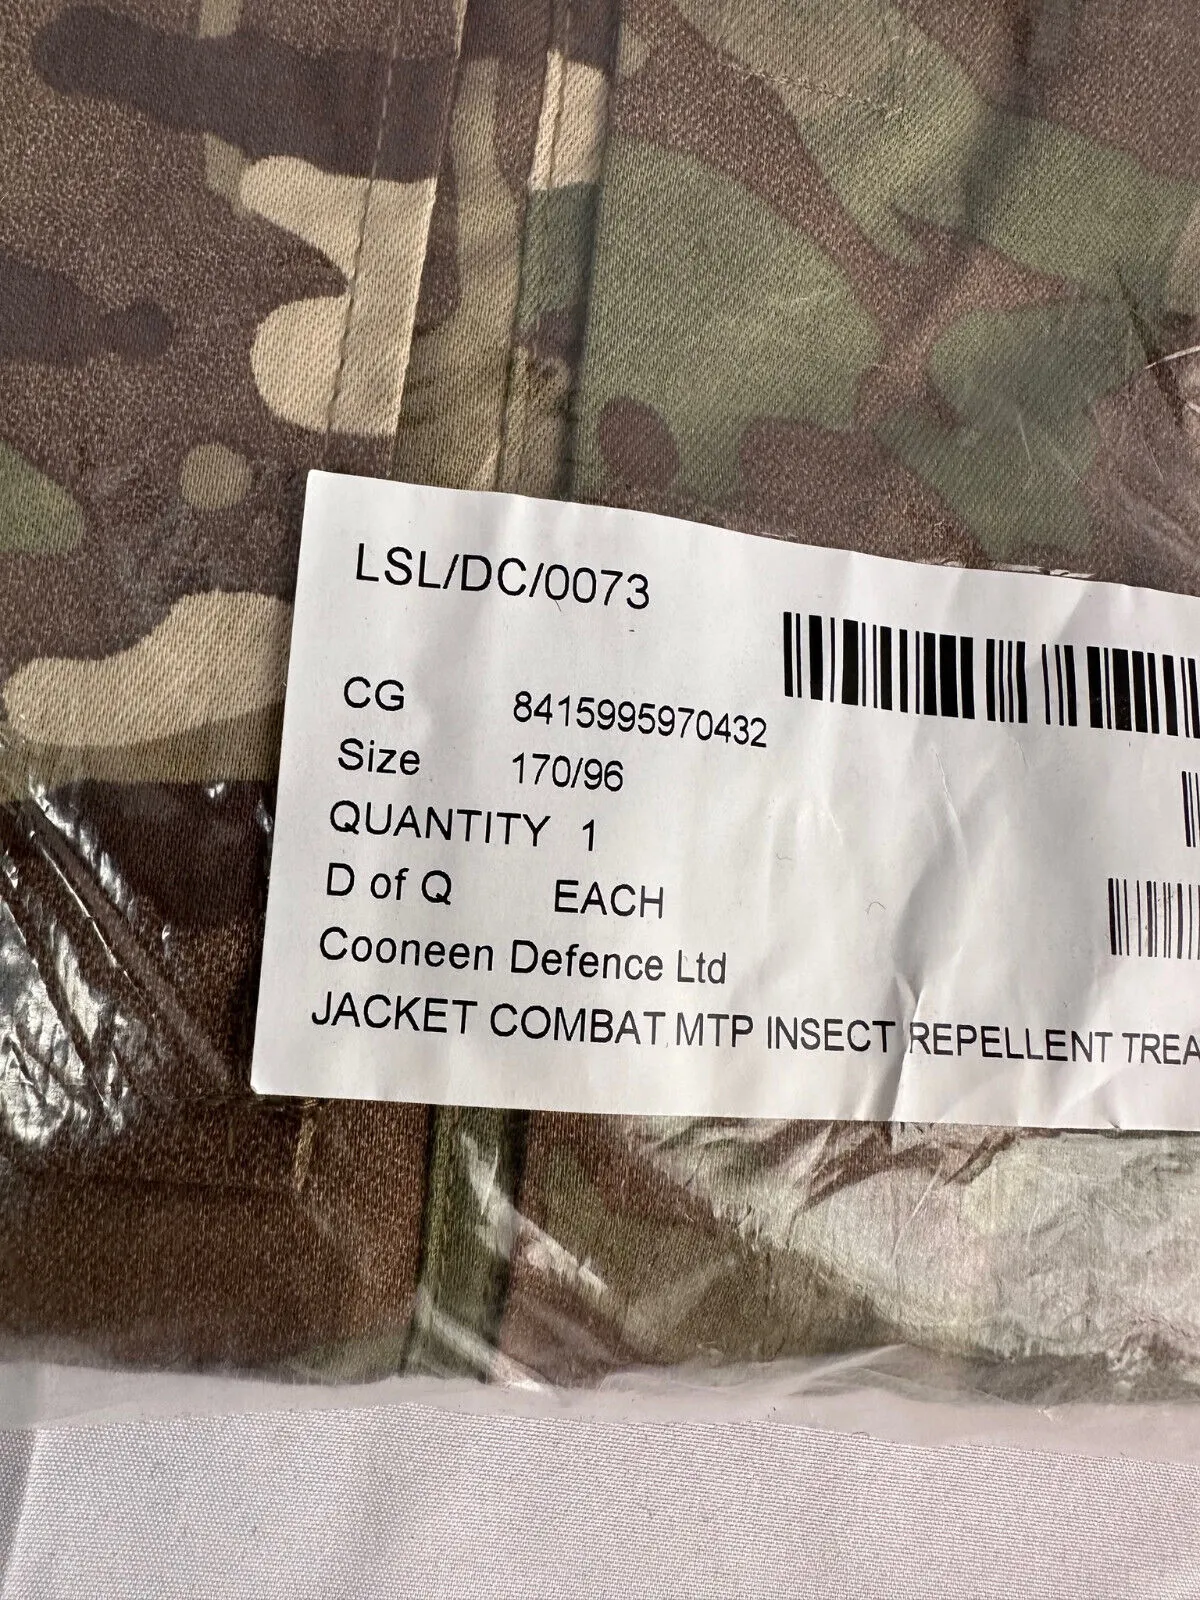 LSL/DC/0073
CG 8415995970432
Size 170/96
QUANTITY 1
D of Q EACH
Cooneen Defence Ltd
JACKET COMBAT MTP INSECT REPELLENT TREA